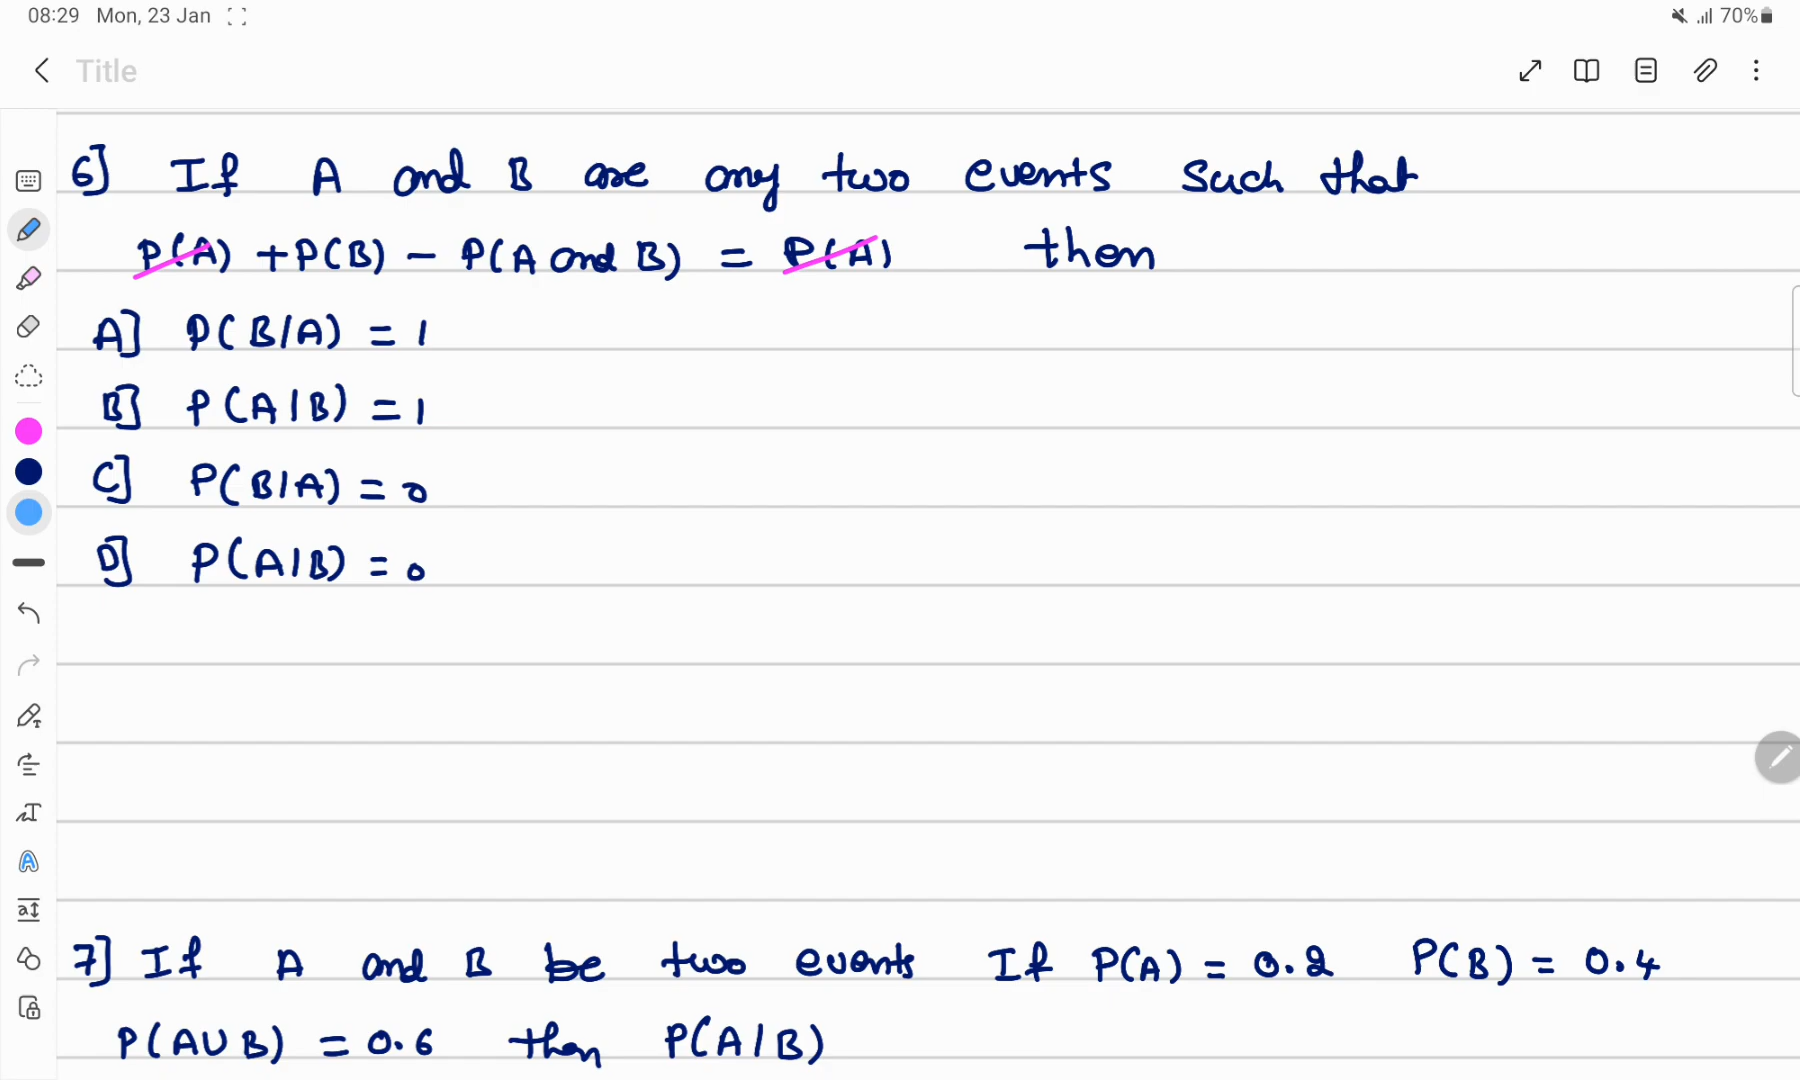 08:29 Mon, 23 Jan 70%
Title
6] If A and B are any two events such that
P(A) + P(B) - P(A and B) = P(A) then
A] P(B/A) = 1
B] P(A|B) = 1
C] P(B|A) = 0
D] P(A|B) = 0
7] If A and B be two events If P(A) = 0.2 P(B) = 0.4
P(A∪B) = 0.6 then P(A|B)